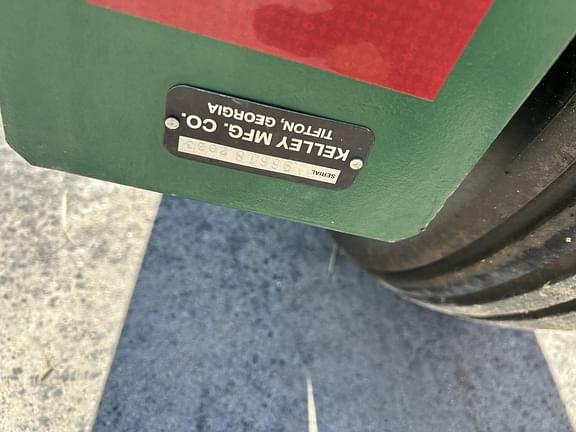 KELLEY MFG. CO.
TIFTON, GEORGIA
SERIAL